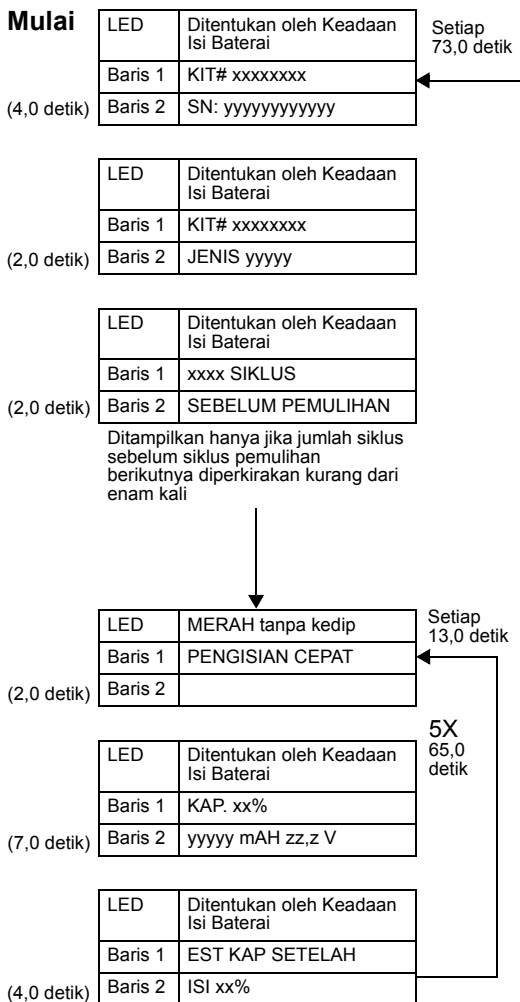 Mulai
LED Ditentukan oleh Keadaan
Isi Baterai
Setiap
73,0 detik
Baris 1 KIT# xxxxxxxx
(4,0 detik) Baris 2 SN: yyyyyyyyyyyy
LED Ditentukan oleh Keadaan
Isi Baterai
Baris 1 KIT# xxxxxxxx
(2,0 detik) Baris 2 JENIS yyyyy
LED Ditentukan oleh Keadaan
Isi Baterai
Baris 1 xxxx SIKLUS
(2,0 detik) Baris 2 SEBELUM PEMULIHAN
Ditampilkan hanya jika jumlah siklus
sebelum siklus pemulihan
berikutnya diperkirakan kurang dari
enam kali
LED MERAH tanpa kedip
Setiap
13,0 detik
Baris 1 PENGISIAN CEPAT
(2,0 detik) Baris 2
5X
65,0
detik
LED Ditentukan oleh Keadaan
Isi Baterai
Baris 1 KAP. xx%
(7,0 detik) Baris 2 yyyyy mAH zz,z V
LED Ditentukan oleh Keadaan
Isi Baterai
Baris 1 EST KAP SETELAH
(4,0 detik) Baris 2 ISI xx%